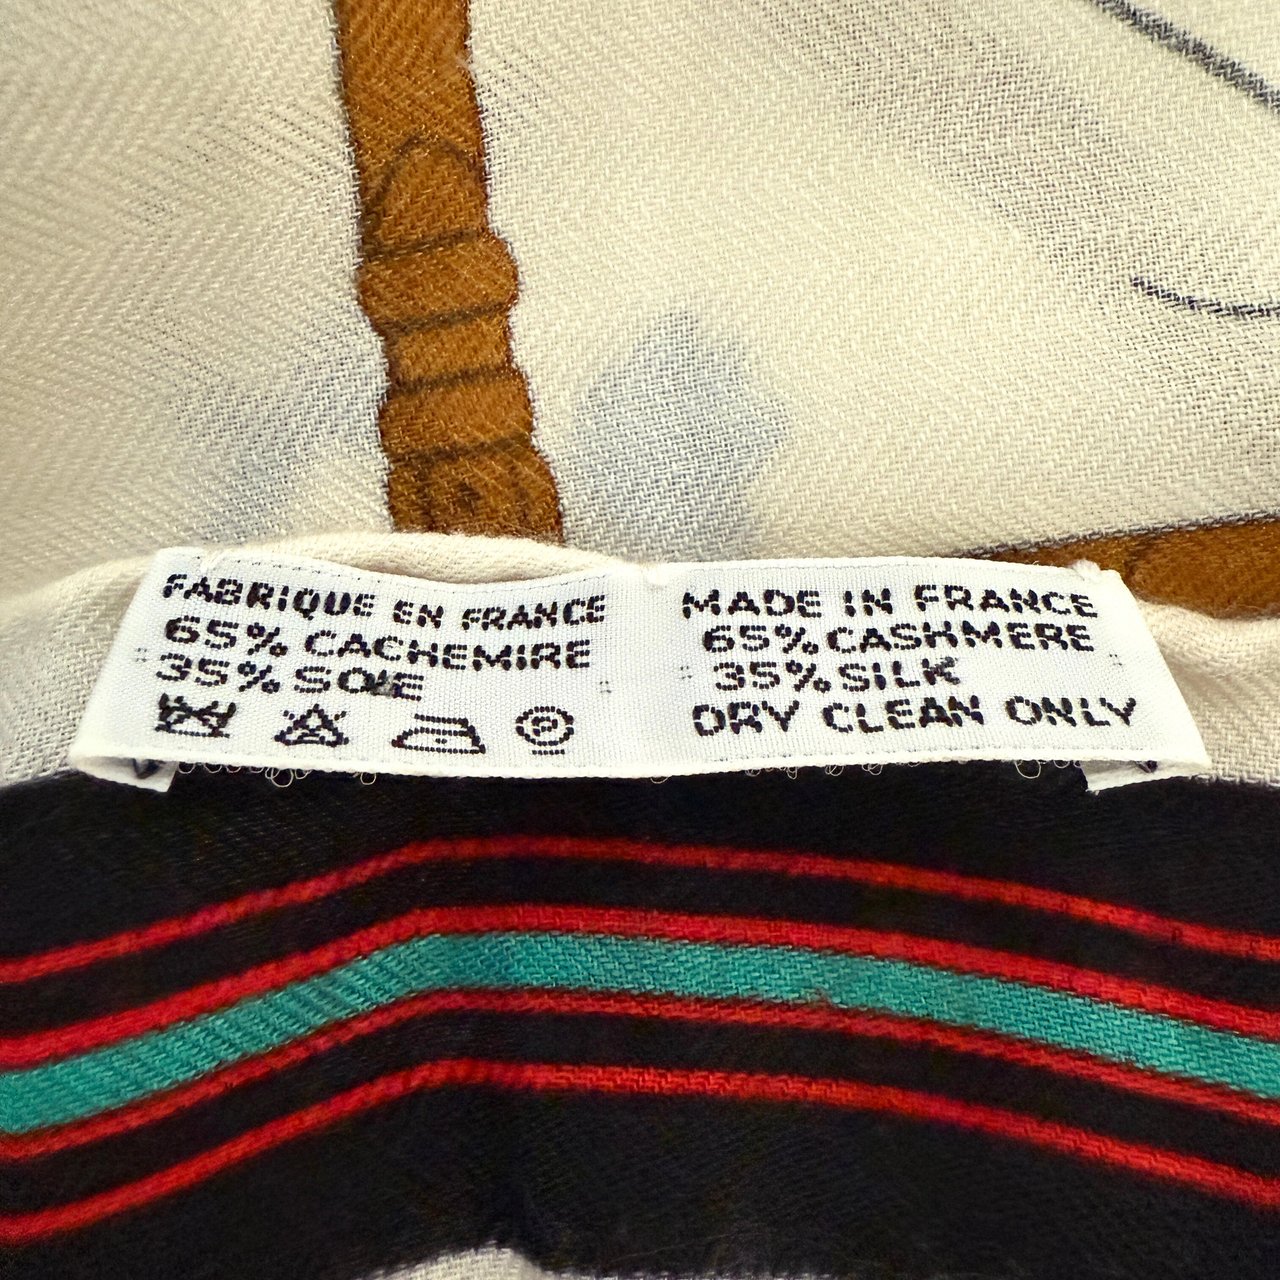 FABRIQUE EN FRANCE
65% CACHEMIRE
35% SOIE
P
MADE IN FRANCE
65% CASHMERE
35% SILK
DRY CLEAN ONLY